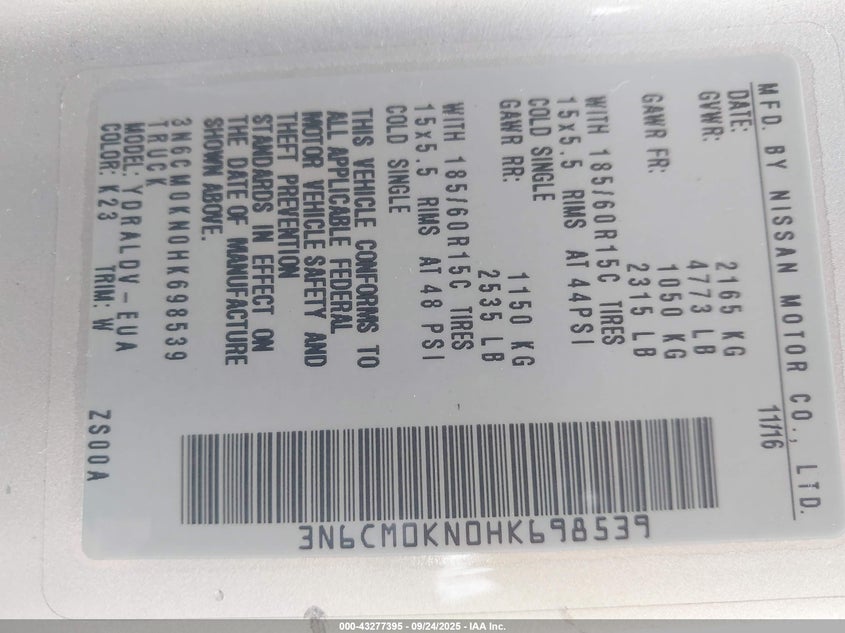 MFD. BY NISSAN MOTOR CO., LTD.
DATE: 11/16
GVWR: 2165 KG
4773 LB
GAWR FR: 1050 KG
2315 LB
WITH 185/60R15C TIRES
15x5.5 RIMS AT 44PSI
COLD SINGLE
GAWR RR: 1150 KG
2535 LB
WITH 185/60R15C TIRES
15x5.5 RIMS AT 48 PSI
COLD SINGLE
THIS VEHICLE CONFORMS TO
ALL APPLICABLE FEDERAL
MOTOR VEHICLE SAFETY AND
THEFT PREVENTION
STANDARDS IN EFFECT ON
THE DATE OF MANUFACTURE
SHOWN ABOVE.
3N6CM0KN0HK698539
TRUCK
MODEL: YDRALDV-EUA
COLOR: K23 TRIM: W ZS00A
3N6CM0KN0HK698539
000-43277395 - 09/24/2025 - IAA Inc.